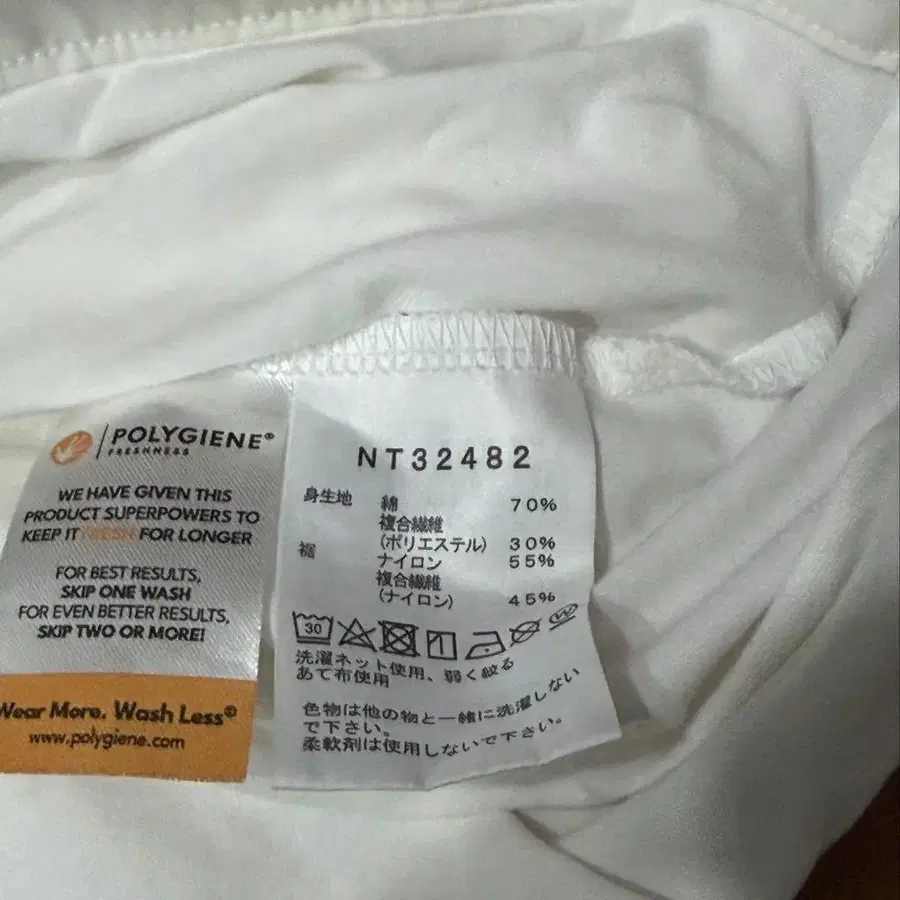 POLYGIENE®
FRESHNESS
WE HAVE GIVEN THIS
PRODUCT SUPERPOWERS TO
KEEP IT FRESH FOR LONGER
FOR BEST RESULTS,
SKIP ONE WASH
FOR EVEN BETTER RESULTS,
SKIP TWO OR MORE!
Wear More. Wash Less®
www.polygiene.com
NT32482
身生地 綿 70%
複合繊維
(ポリエステル) 30%
裾 ナイロン 55%
複合繊維
(ナイロン) 45%
30
W
洗濯ネット使用、弱く絞る
あて布使用
色物は他の物と一緒に洗濯しない
で下さい。
柔軟剤は使用しないで下さい。